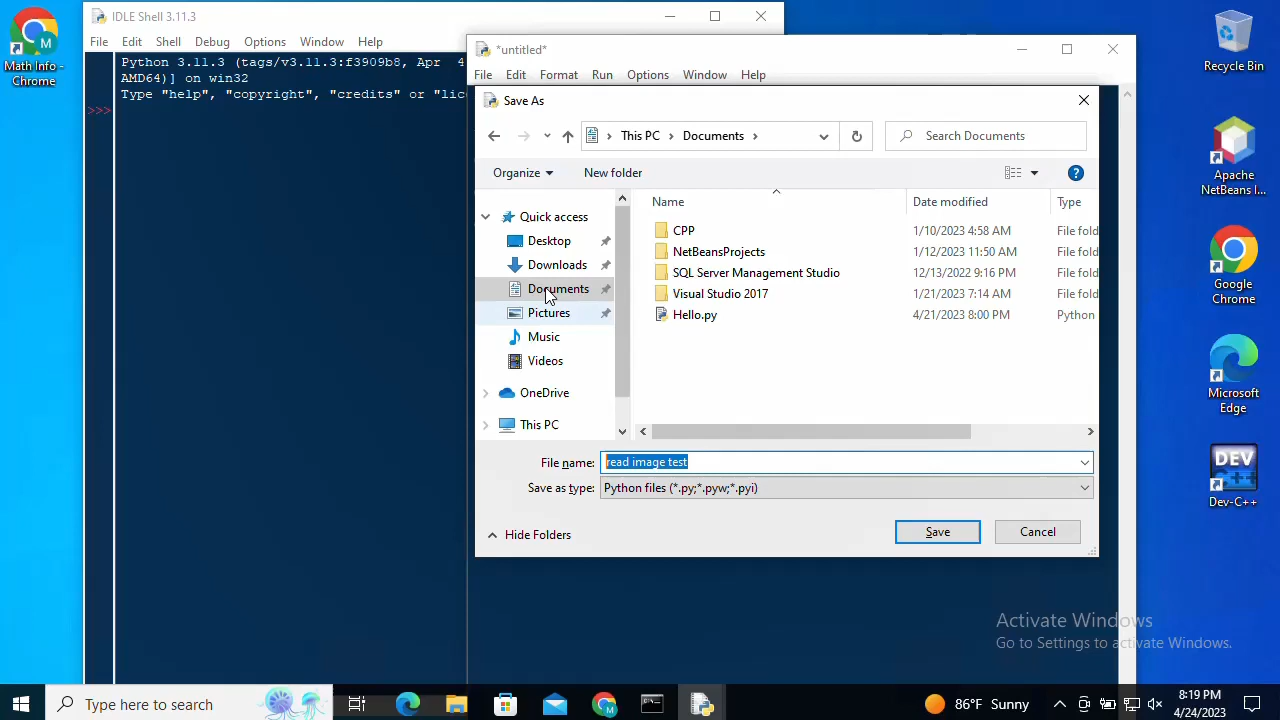 Math Info -
Chrome
IDLE Shell 3.11.3
File Edit Shell Debug Options Window Help
Python 3.11.3 (tags/v3.11.3:f3909b8, Apr 4
AMD64)] on win32
Type "help", "copyright", "credits" or "lic
>>>
*untitled*
File Edit Format Run Options Window Help
Save As
This PC Documents
Search Documents
Organize New folder
Name Date modified Type
Quick access
Desktop
Downloads
Documents
Pictures
Music
Videos
OneDrive
This PC
CPP 1/10/2023 4:58 AM File fold
NetBeansProjects 1/12/2023 11:50 AM File fold
SQL Server Management Studio 12/13/2022 9:16 PM File fold
Visual Studio 2017 1/21/2023 7:14 AM File fold
Hello.py 4/21/2023 8:00 PM Python
File name: read image test
Save as type: Python files (*.py;*.pyw;*.pyi)
Hide Folders Save Cancel
Recycle Bin
Apache
NetBeans I...
Google
Chrome
Microsoft
Edge
DEV
C++
Dev-C++
Activate Windows
Go to Settings to activate Windows.
Type here to search
86°F Sunny
8:19 PM
4/24/2023